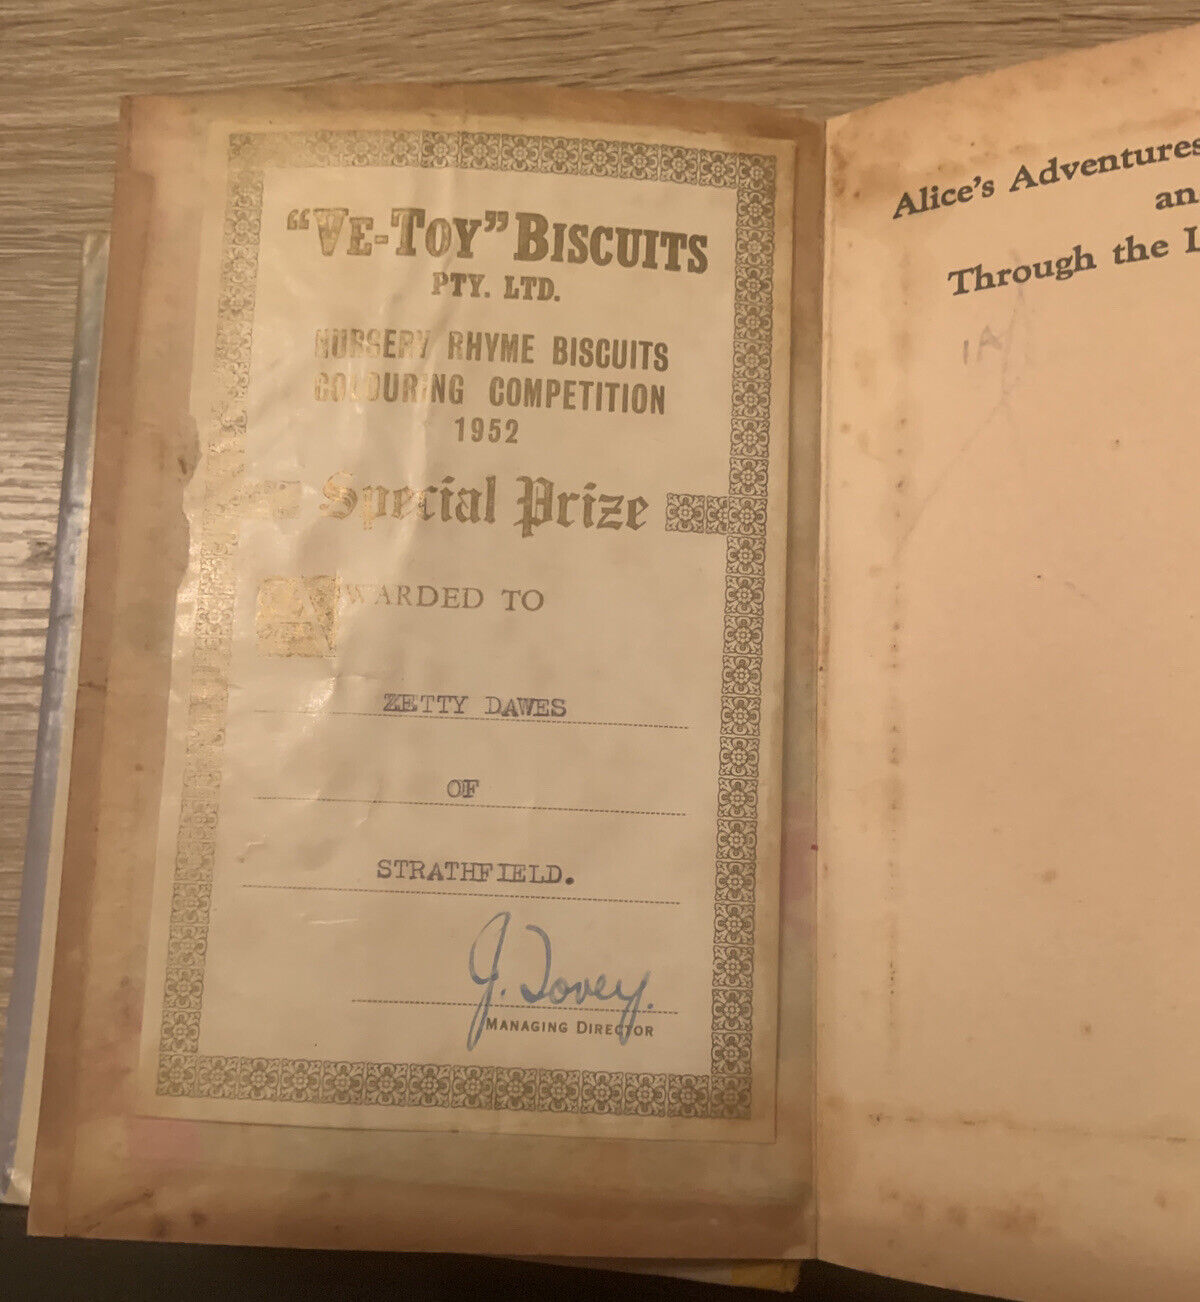 "VE-TOY" BISCUITS
PTY. LTD.
NURSERY RHYME BISCUITS
COLOURING COMPETITION
1952
Special Prize
AWARDED TO
ZETTY DAWES
OF
STRATHFIELD.
J. Tovey.
MANAGING DIRECTOR
Alice's Adventures
an
Through the L
1A